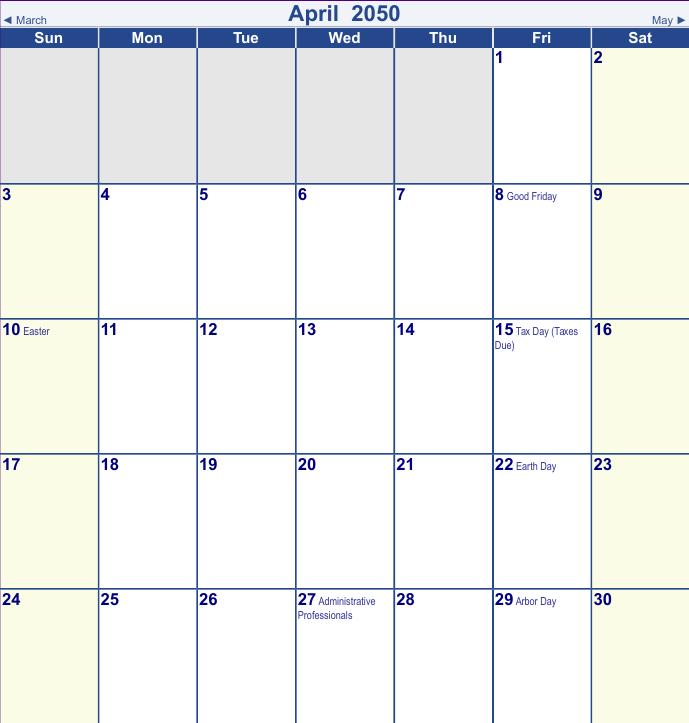 ◄ March
April 2050
May ►
Sun Mon Tue Wed Thu Fri Sat
1 2
3 4 5 6 7 8 Good Friday 9
10 Easter 11 12 13 14 15 Tax Day (Taxes 16
Due)
17 18 19 20 21 22 Earth Day 23
24 25 26 27 Administrative 28 29 Arbor Day 30
Professionals